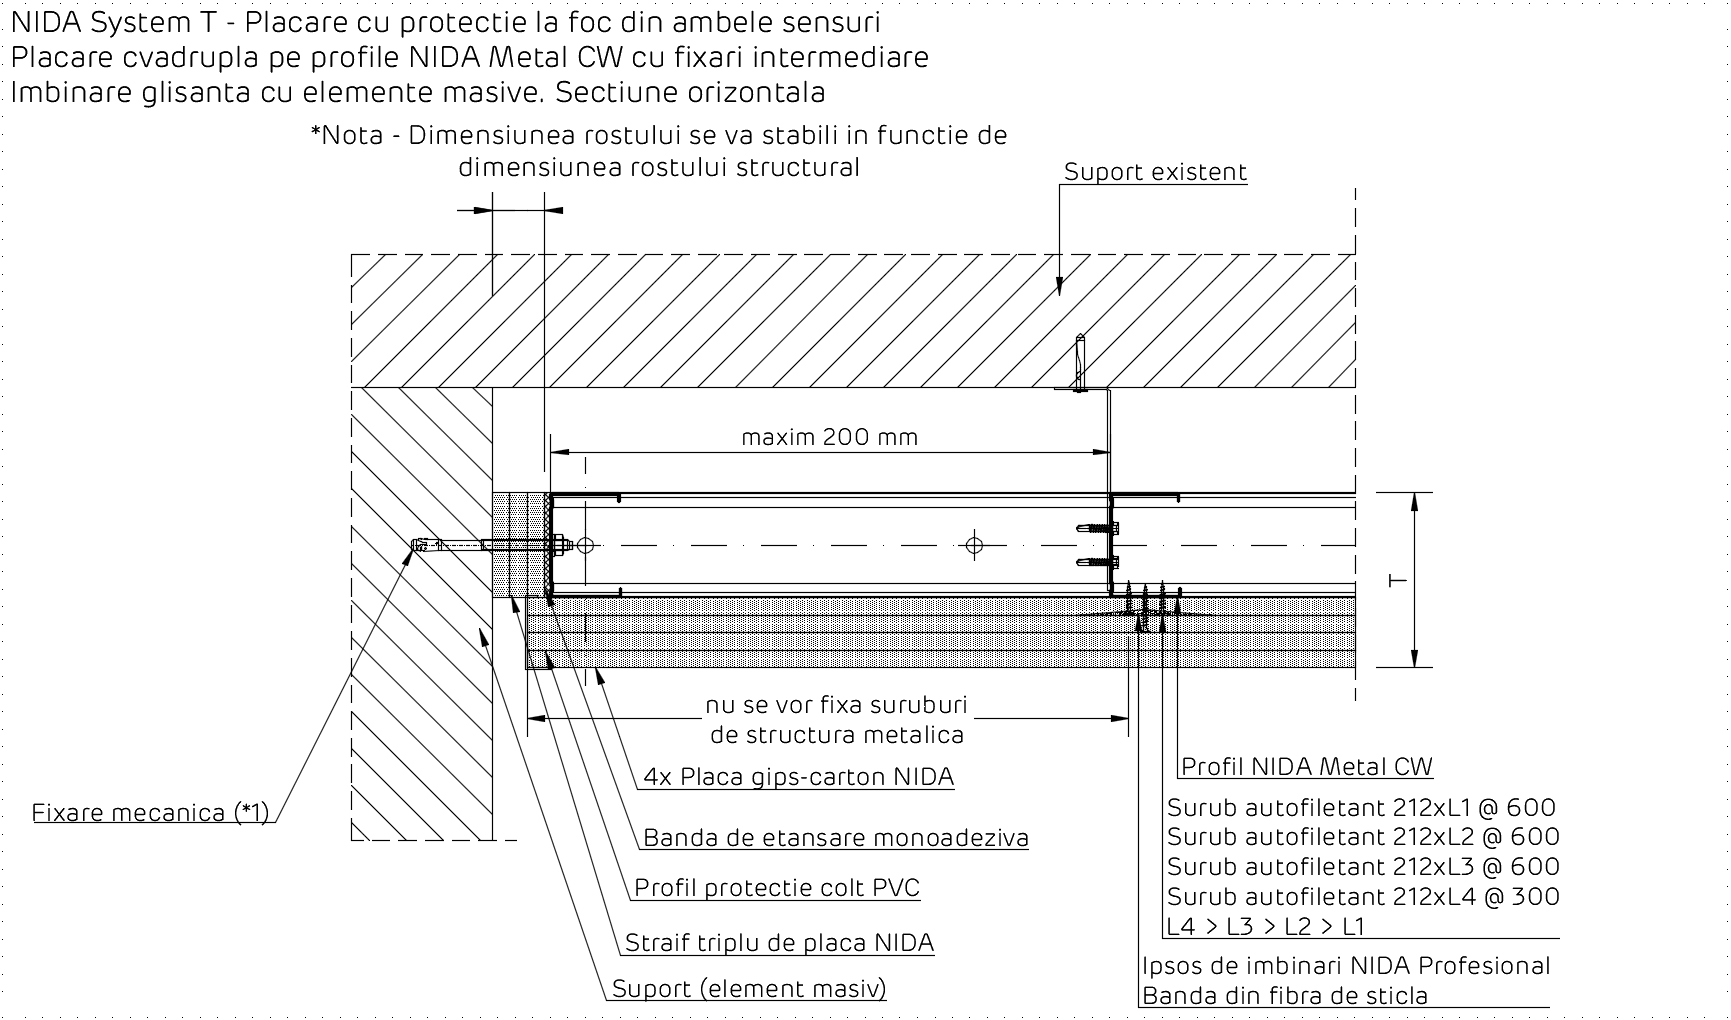 NIDA System T - Placare cu protectie la foc din ambele sensuri
Placare cvadrupla pe profile NIDA Metal CW cu fixari intermediare
Imbinare glisanta cu elemente masive. Sectiune orizontala
*Nota - Dimensiunea rostului se va stabili in functie de
dimensiunea rostului structural
Suport existent
maxim 200 mm
T
nu se vor fixa suruburi
de structura metalica
4x Placa gips-carton NIDA
Profil NIDA Metal CW
Fixare mecanica (*1)
Surub autofiletant 212xL1 @ 600
Surub autofiletant 212xL2 @ 600
Surub autofiletant 212xL3 @ 600
Surub autofiletant 212xL4 @ 300
L4 > L3 > L2 > L1
Banda de etansare monoadeziva
Profil protectie colt PVC
Straif triplu de placa NIDA
Suport (element masiv)
Ipsos de imbinari NIDA Profesional
Banda din fibra de sticla